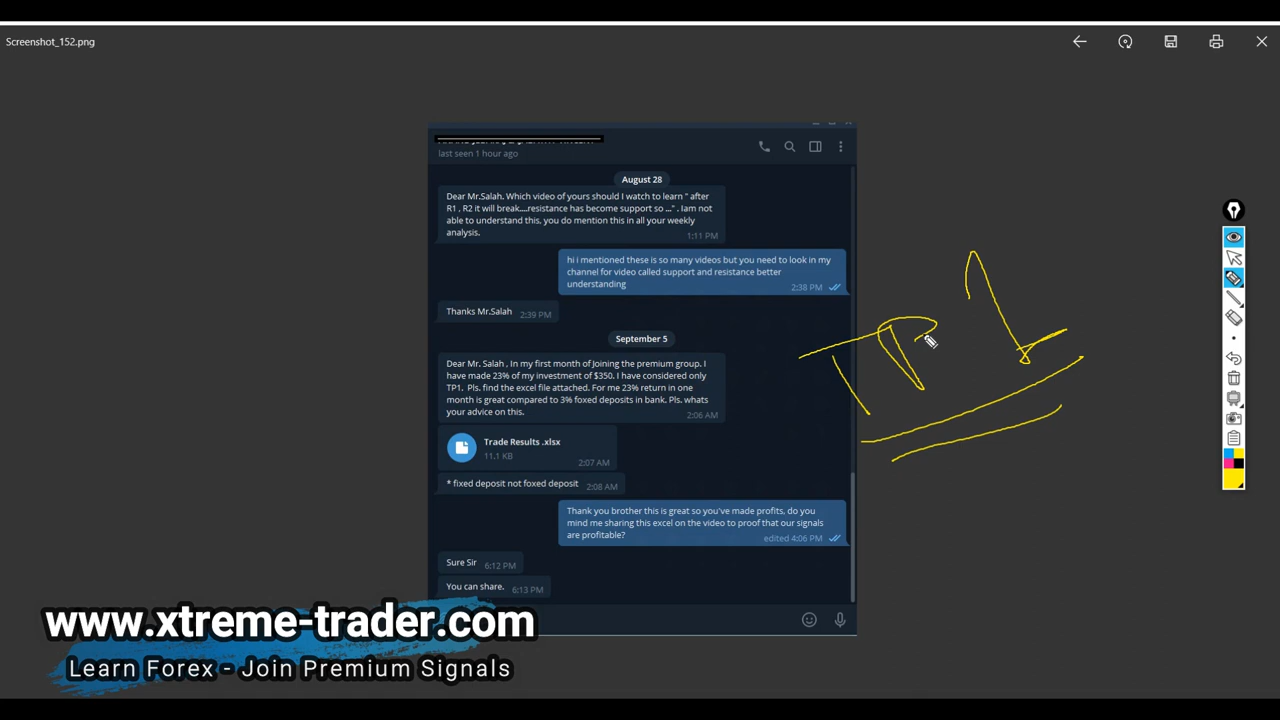 Screenshot_152.png
last seen 1 hour ago
August 28
Dear Mr.Salah. Which video of yours should I watch to learn " after
R1 , R2 it will break....resistance has become support so ..." . Iam not
able to understand this, you do mention this in all your weekly
analysis.
1:11 PM
hi i mentioned these is so many videos but you need to look in my
channel for video called support and resistance better
understanding
2:38 PM
Thanks Mr.Salah 2:39 PM
September 5
Dear Mr. Salah , In my first month of Joining the premium group. I
have made 23% of my investment of $350. I have considered only
TP1. Pls. find the excel file attached. For me 23% return in one
month is great compared to 3% foxed deposits in bank. Pls. whats
your advice on this.
2:06 AM
TP 1
Trade Results .xlsx
11.1 KB
2:07 AM
* fixed deposit not foxed deposit 2:08 AM
Thank you brother this is great so you've made profits, do you
mind me sharing this excel on the video to proof that our signals
are profitable?
edited 4:06 PM
Sure Sir 6:12 PM
You can share. 6:13 PM
www.xtreme-trader.com
Learn Forex - Join Premium Signals